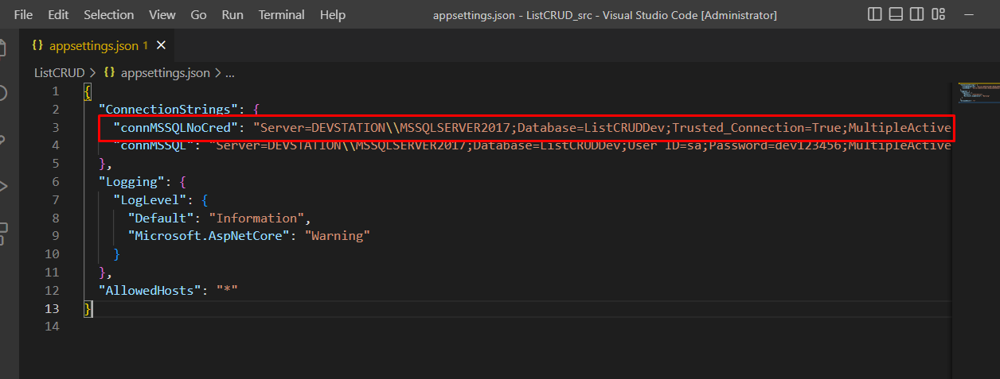 File Edit Selection View Go Run Terminal Help appsettings.json - ListCRUD_src - Visual Studio Code [Administrator]
{} appsettings.json 1
ListCRUD > {} appsettings.json > ...
1 {
2 "ConnectionStrings": {
3 "connMSSQLNoCred": "Server=DEVSTATION\\MSSQLSERVER2017;Database=ListCRUDDev;Trusted_Connection=True;MultipleActive
4 "connMSSQL": "Server=DEVSTATION\\MSSQLSERVER2017;Database=ListCRUDDev;User ID=sa;Password=dev123456;MultipleActive
5 },
6 "Logging": {
7 "LogLevel": {
8 "Default": "Information",
9 "Microsoft.AspNetCore": "Warning"
10 }
11 },
12 "AllowedHosts": "*"
13 }
14